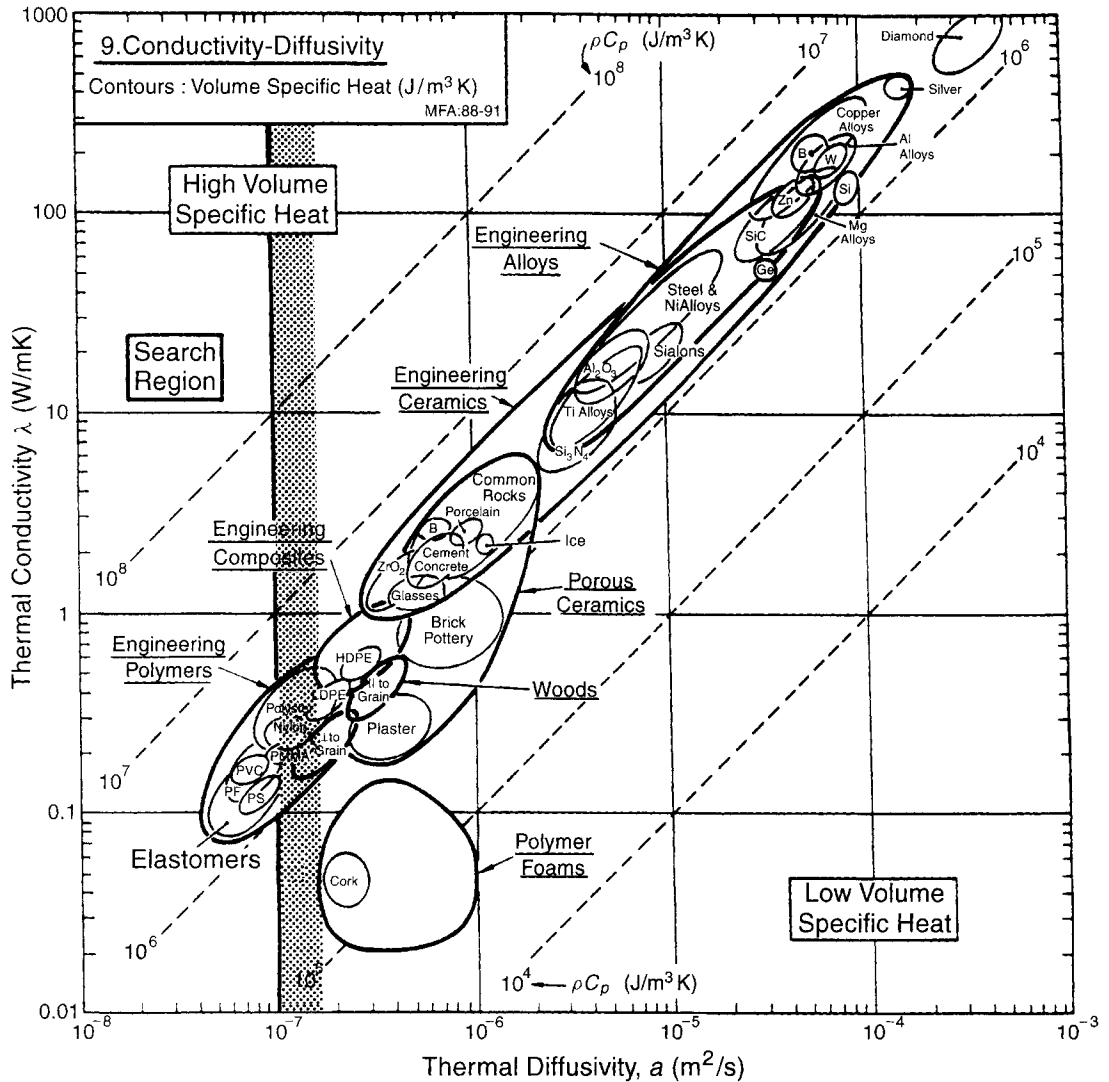 9.Conductivity-Diffusivity
Contours : Volume Specific Heat (J/m³K)
MFA:88-91
ρCp (J/m³K)
10⁸
10⁷
10⁶
Diamond
Silver
Copper
Alloys
Al
Alloys
B
W
Zn
Si
Mg
Alloys
SiC
Ge
High Volume
Specific Heat
Engineering
Alloys
10⁵
Steel &
NiAlloys
Search
Region
Sialons
Al₂O₃
Engineering
Ceramics
Ti Alloys
Si₃N₄
10⁴
Common
Rocks
Porcelain
B
Ice
Engineering
Composites
Cement
Concrete
ZrO₂
10⁸
Glasses
Porous
Ceramics
Brick
Pottery
Engineering
Polymers
HDPE
DPE
II to
Grain
Woods
Plaster
Grain
PVC
10⁷
PF
PS
Elastomers
Polymer
Foams
Cork
Low Volume
Specific Heat
10⁶
10⁴
ρCp (J/m³K)
1000
100
10
1
0.1
0.01
Thermal Conductivity λ (W/mK)
10⁻⁸
10⁻⁷
10⁻⁶
10⁻⁵
10⁻⁴
10⁻³
Thermal Diffusivity, a (m²/s)